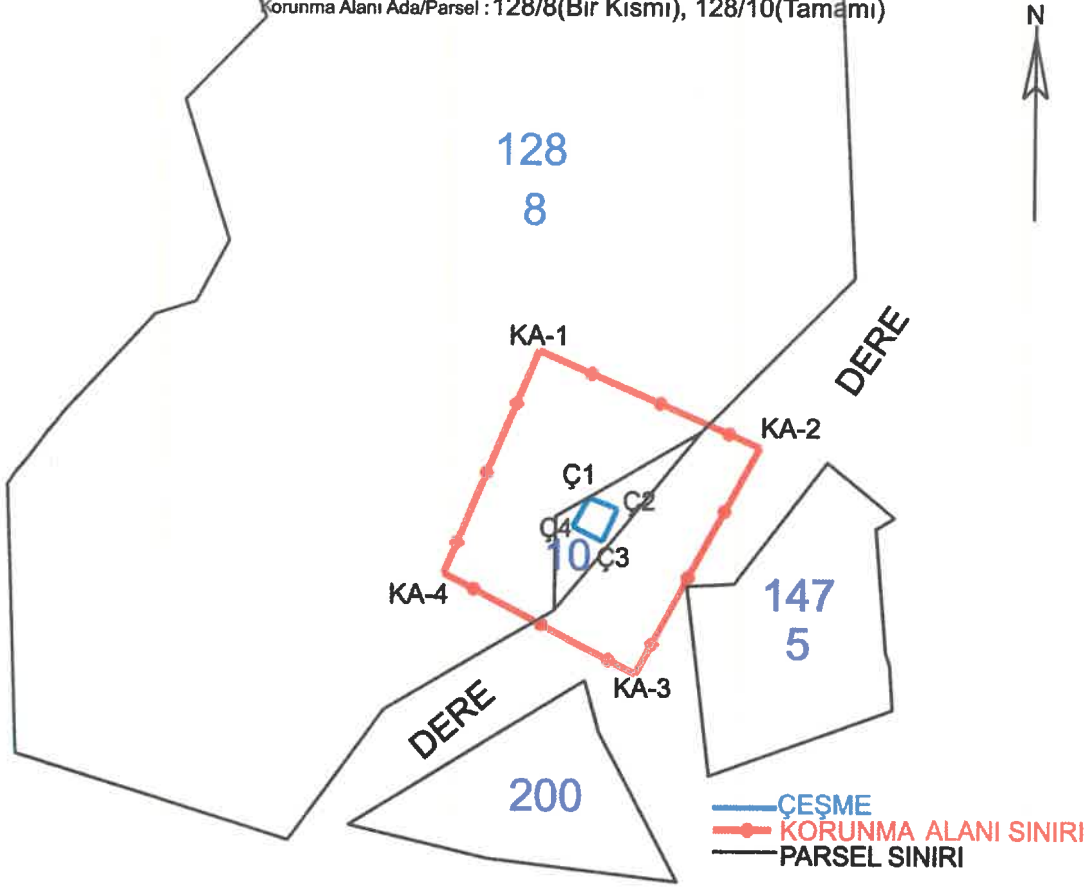 Korunma Alanı Ada/Parsel : 128/8(Bir Kısmı), 128/10(Tamamı)
N
128
8
DERE
KA-1
KA-2
Ç1
Ç2
Ç4
10
Ç3
KA-4
147
5
KA-3
DERE
200
ÇEŞME
KORUNMA ALANI SINIRI
PARSEL SINIRI